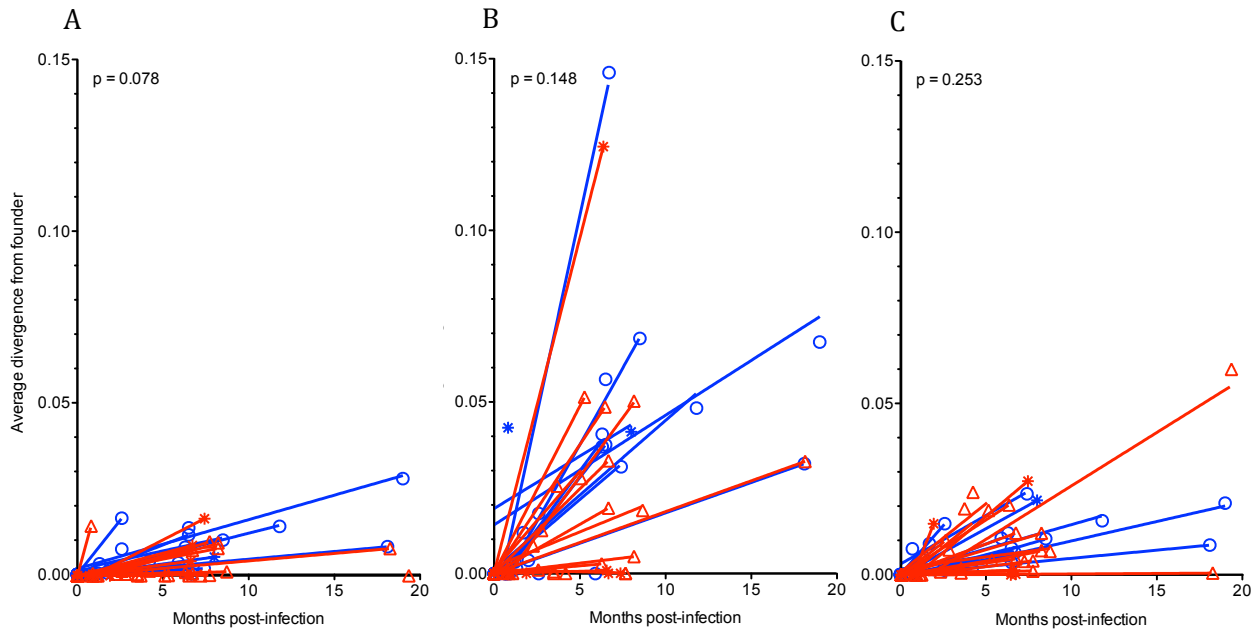 A
B
C
p = 0.078
p = 0.148
p = 0.253
Average divergence from founder
0.15
0.10
0.05
0.00
0
5
10
15
20
Months post-infection
0.15
0.10
0.05
0.00
0
5
10
15
20
Months post-infection
0.15
0.10
0.05
0.00
0
5
10
15
20
Months post-infection